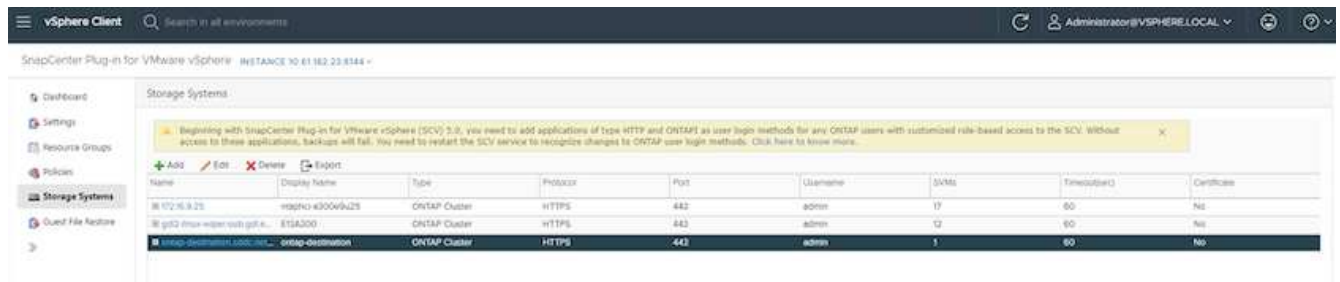 vSphere Client Search in all environments Administrator@VSPHERE.LOCAL
SnapCenter Plug-in for VMware vSphere INSTANCE 10.61.182.23:8144
Dashboard
Settings
Resource Groups
Policies
Storage Systems
Guest File Restore
Storage Systems
Beginning with SnapCenter Plug-in for VMware vSphere (SCV) 5.0, you need to add applications of type HTTP and ONTAPI as user login methods for any ONTAP users with customized role-based access to the SCV. Without
access to these applications, backups will fail. You need to restart the SCV service to recognize changes to ONTAP user login methods. Click here to know more.
Add Edit Delete Export
Name Display Name Type Protocol Port Username SVMs Timeout(sec) Certificate
172.16.9.25 ONTAP Cluster HTTPS 443 admin 17 60 No
E13A300 ONTAP Cluster HTTPS 443 admin 12 60 No
ontap-destination ONTAP Cluster HTTPS 443 admin 1 60 No